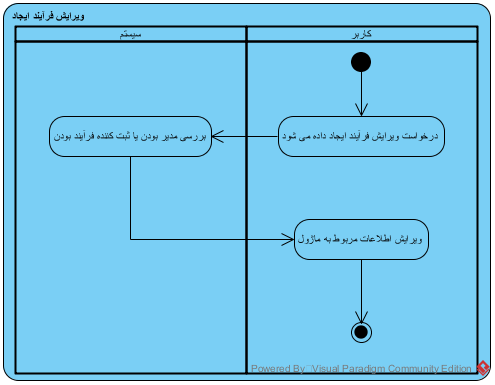 ویرایش فرآیند ایجاد
کاربر
سیستم
درخواست ویرایش فرآیند ایجاد داده می شود
بررسی مدیر بودن یا ثبت کننده فرآیند بودن
ویرایش اطلاعات مربوط به ماژول
Powered By Visual Paradigm Community Edition